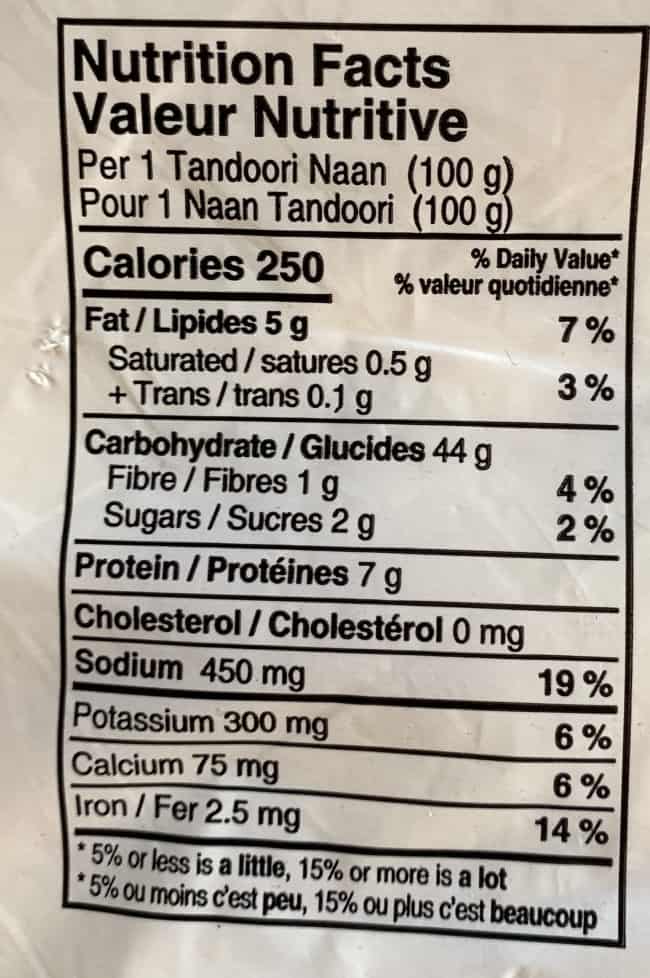 Nutrition Facts
Valeur Nutritive
Per 1 Tandoori Naan (100 g)
Pour 1 Naan Tandoori (100 g)
Calories 250
% Daily Value*
% valeur quotidienne*
Fat / Lipides 5 g 7 %
Saturated / satures 0.5 g
+ Trans / trans 0.1 g 3 %
Carbohydrate / Glucides 44 g
Fibre / Fibres 1 g 4 %
Sugars / Sucres 2 g 2 %
Protein / Protéines 7 g
Cholesterol / Cholestérol 0 mg
Sodium 450 mg 19 %
Potassium 300 mg 6 %
Calcium 75 mg 6 %
Iron / Fer 2.5 mg 14 %
* 5% or less is a little, 15% or more is a lot
* 5% ou moins c'est peu, 15% ou plus c'est beaucoup